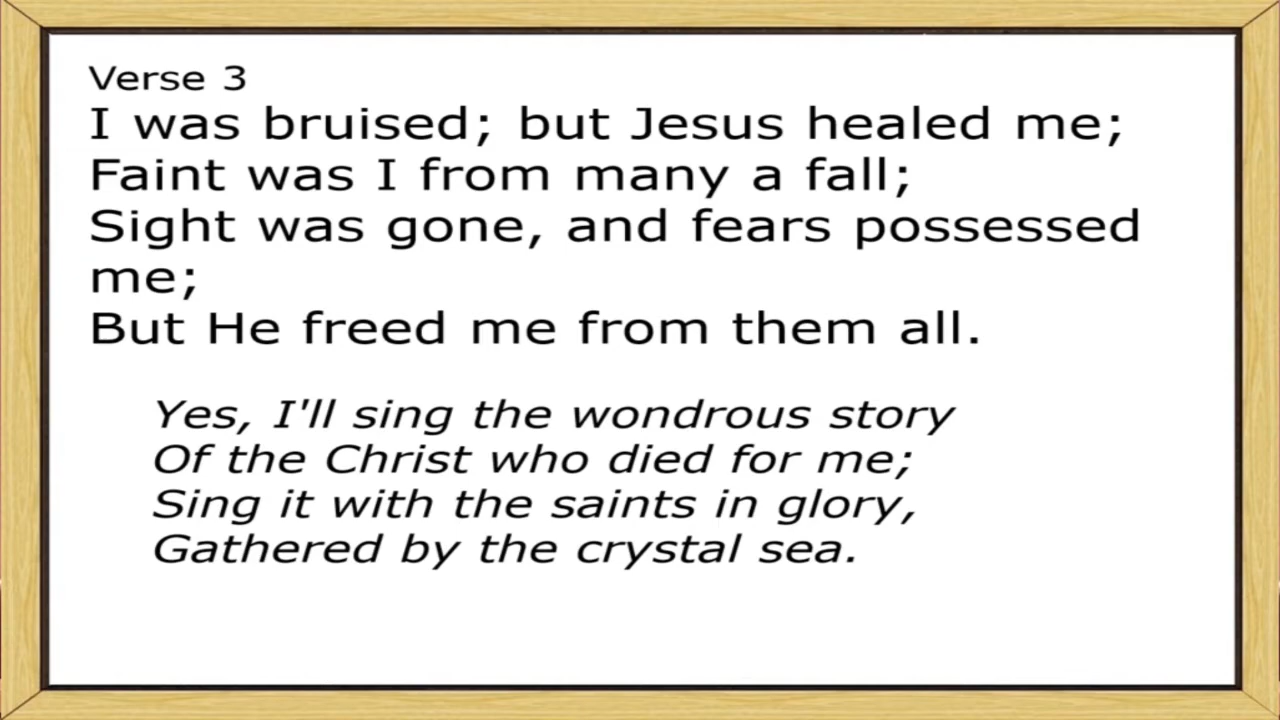 Verse 3
I was bruised; but Jesus healed me;
Faint was I from many a fall;
Sight was gone, and fears possessed
me;
But He freed me from them all.
Yes, I'll sing the wondrous story
Of the Christ who died for me;
Sing it with the saints in glory,
Gathered by the crystal sea.